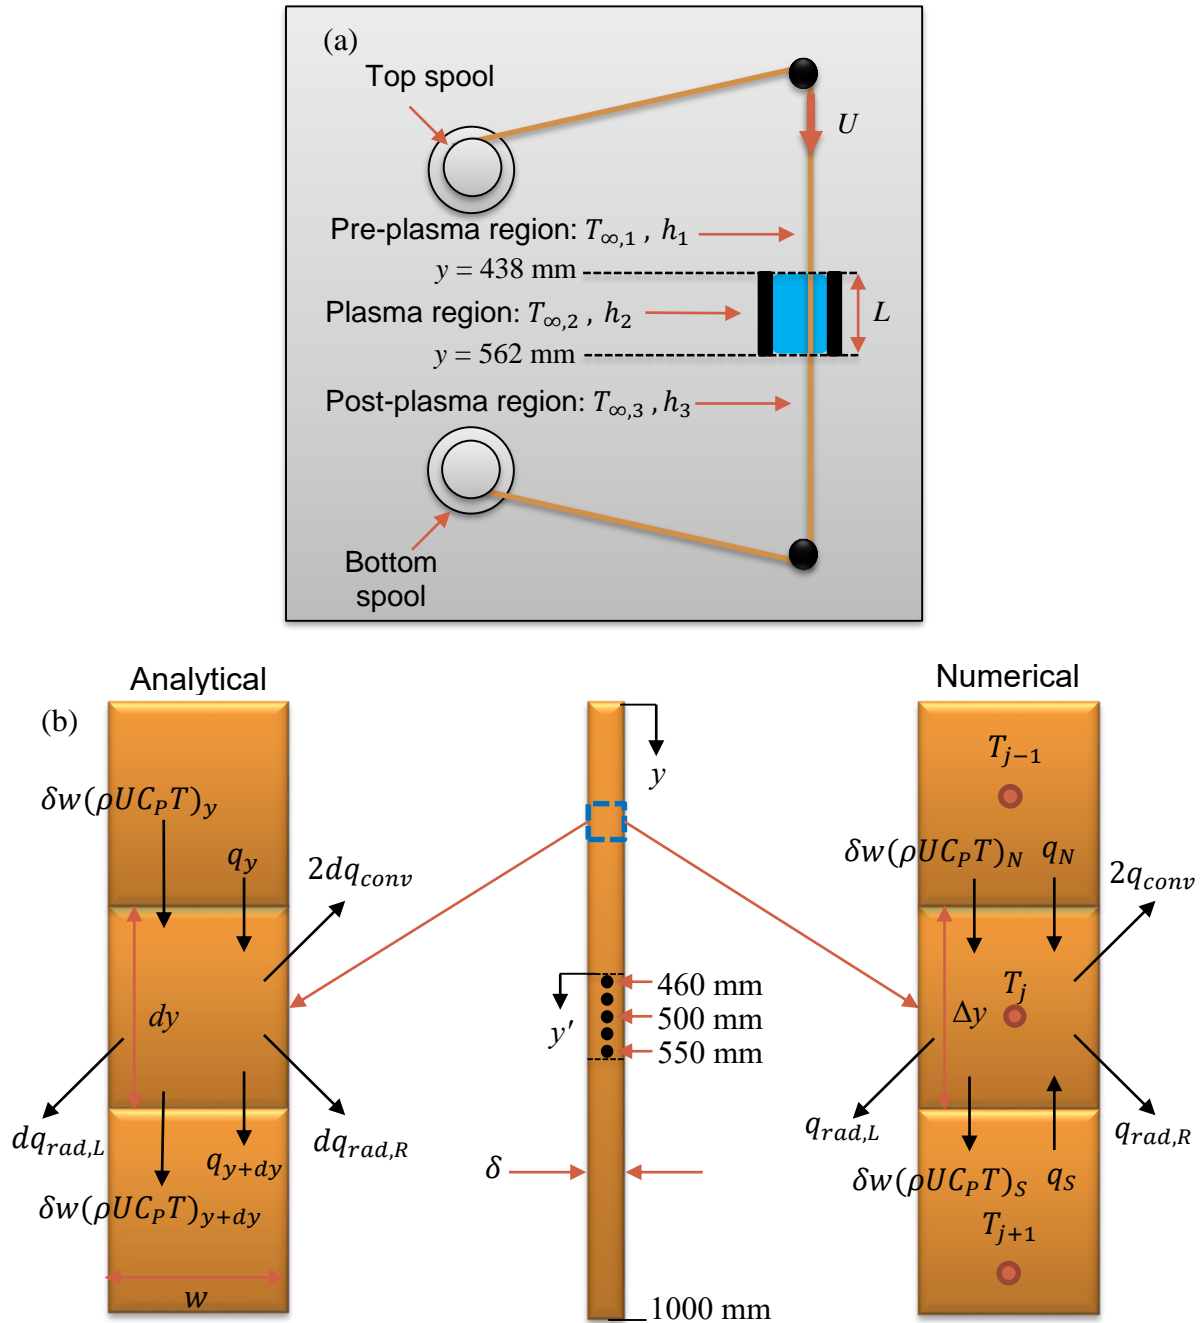 (a)
Top spool
U
Pre-plasma region: T∞,1 , h1
y = 438 mm
Plasma region: T∞,2 , h2
L
y = 562 mm
Post-plasma region: T∞,3 , h3
Bottom
spool
Analytical
Numerical
(b)
y
Tj−1
δw(ρUCPT)y
qy
2dqconv
δw(ρUCPT)N
qN
2qconv
460 mm
500 mm
550 mm
y′
dy
Tj
Δy
dqrad,L
qy+dy
dqrad,R
δ
qrad,L
qrad,R
δw(ρUCPT)y+dy
δw(ρUCPT)S
qS
Tj+1
w
1000 mm